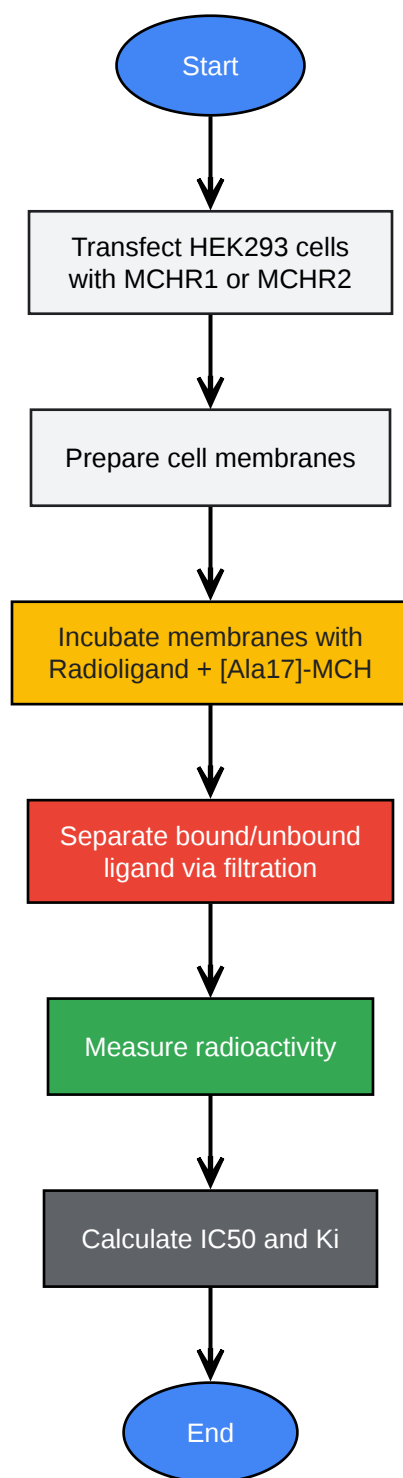 Start
Transfect HEK293 cells
with MCHR1 or MCHR2
Prepare cell membranes
Incubate membranes with
Radioligand + [Ala17]-MCH
Separate bound/unbound
ligand via filtration
Measure radioactivity
Calculate IC50 and Ki
End